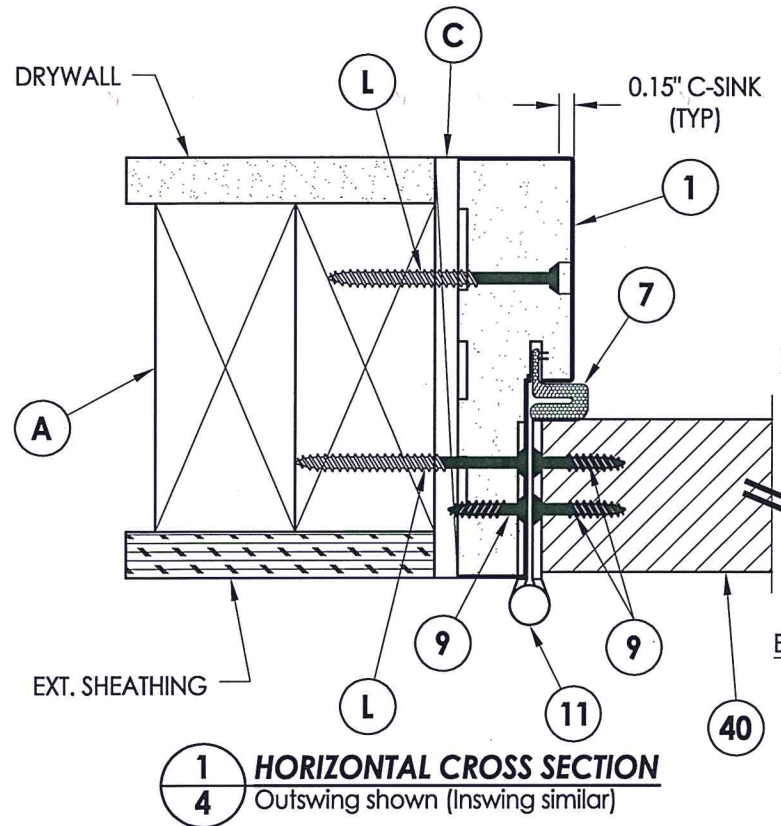 DRYWALL
L
C
0.15" C-SINK
(TYP)
1
7
A
9
9
EXT. SHEATHING
L
11
40
E
1
4
HORIZONTAL CROSS SECTION
Outswing shown (Inswing similar)